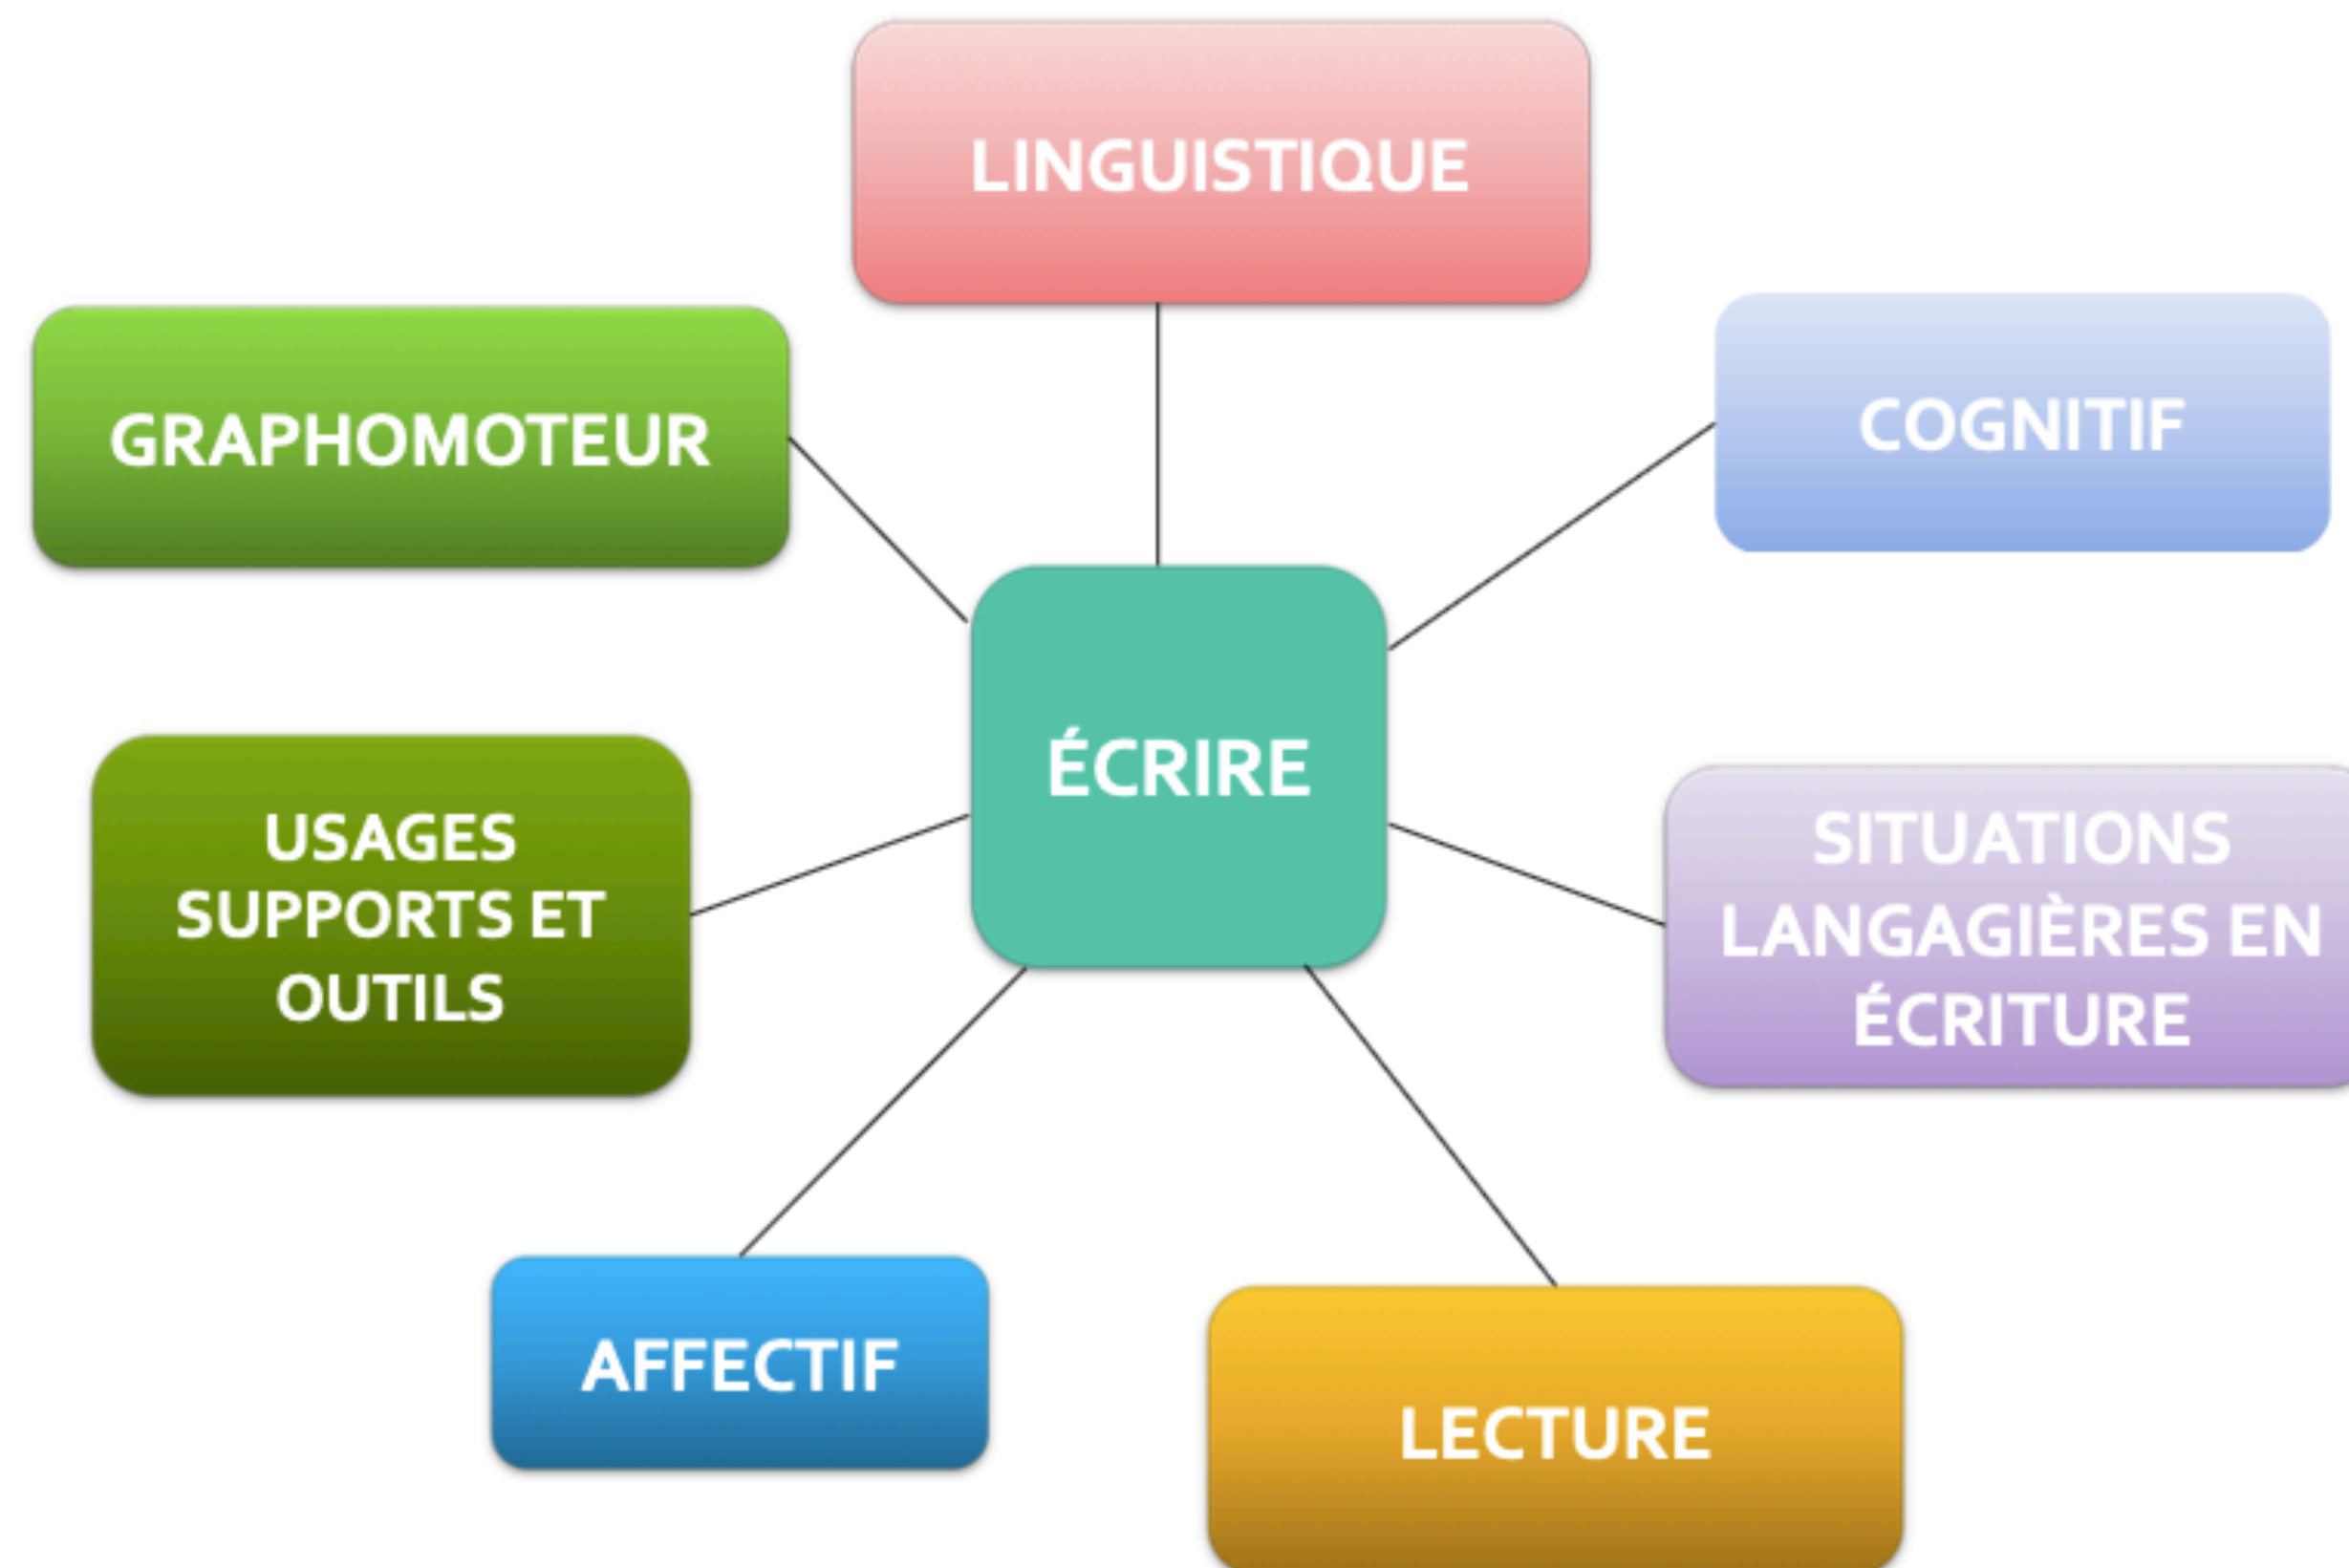 LINGUISTIQUE
GRAPHOMOTEUR
COGNITIF
ÉCRIRE
USAGES
SUPPORTS ET
OUTILS
SITUATIONS
LANGAGIÈRES EN
ÉCRITURE
AFFECTIF
LECTURE